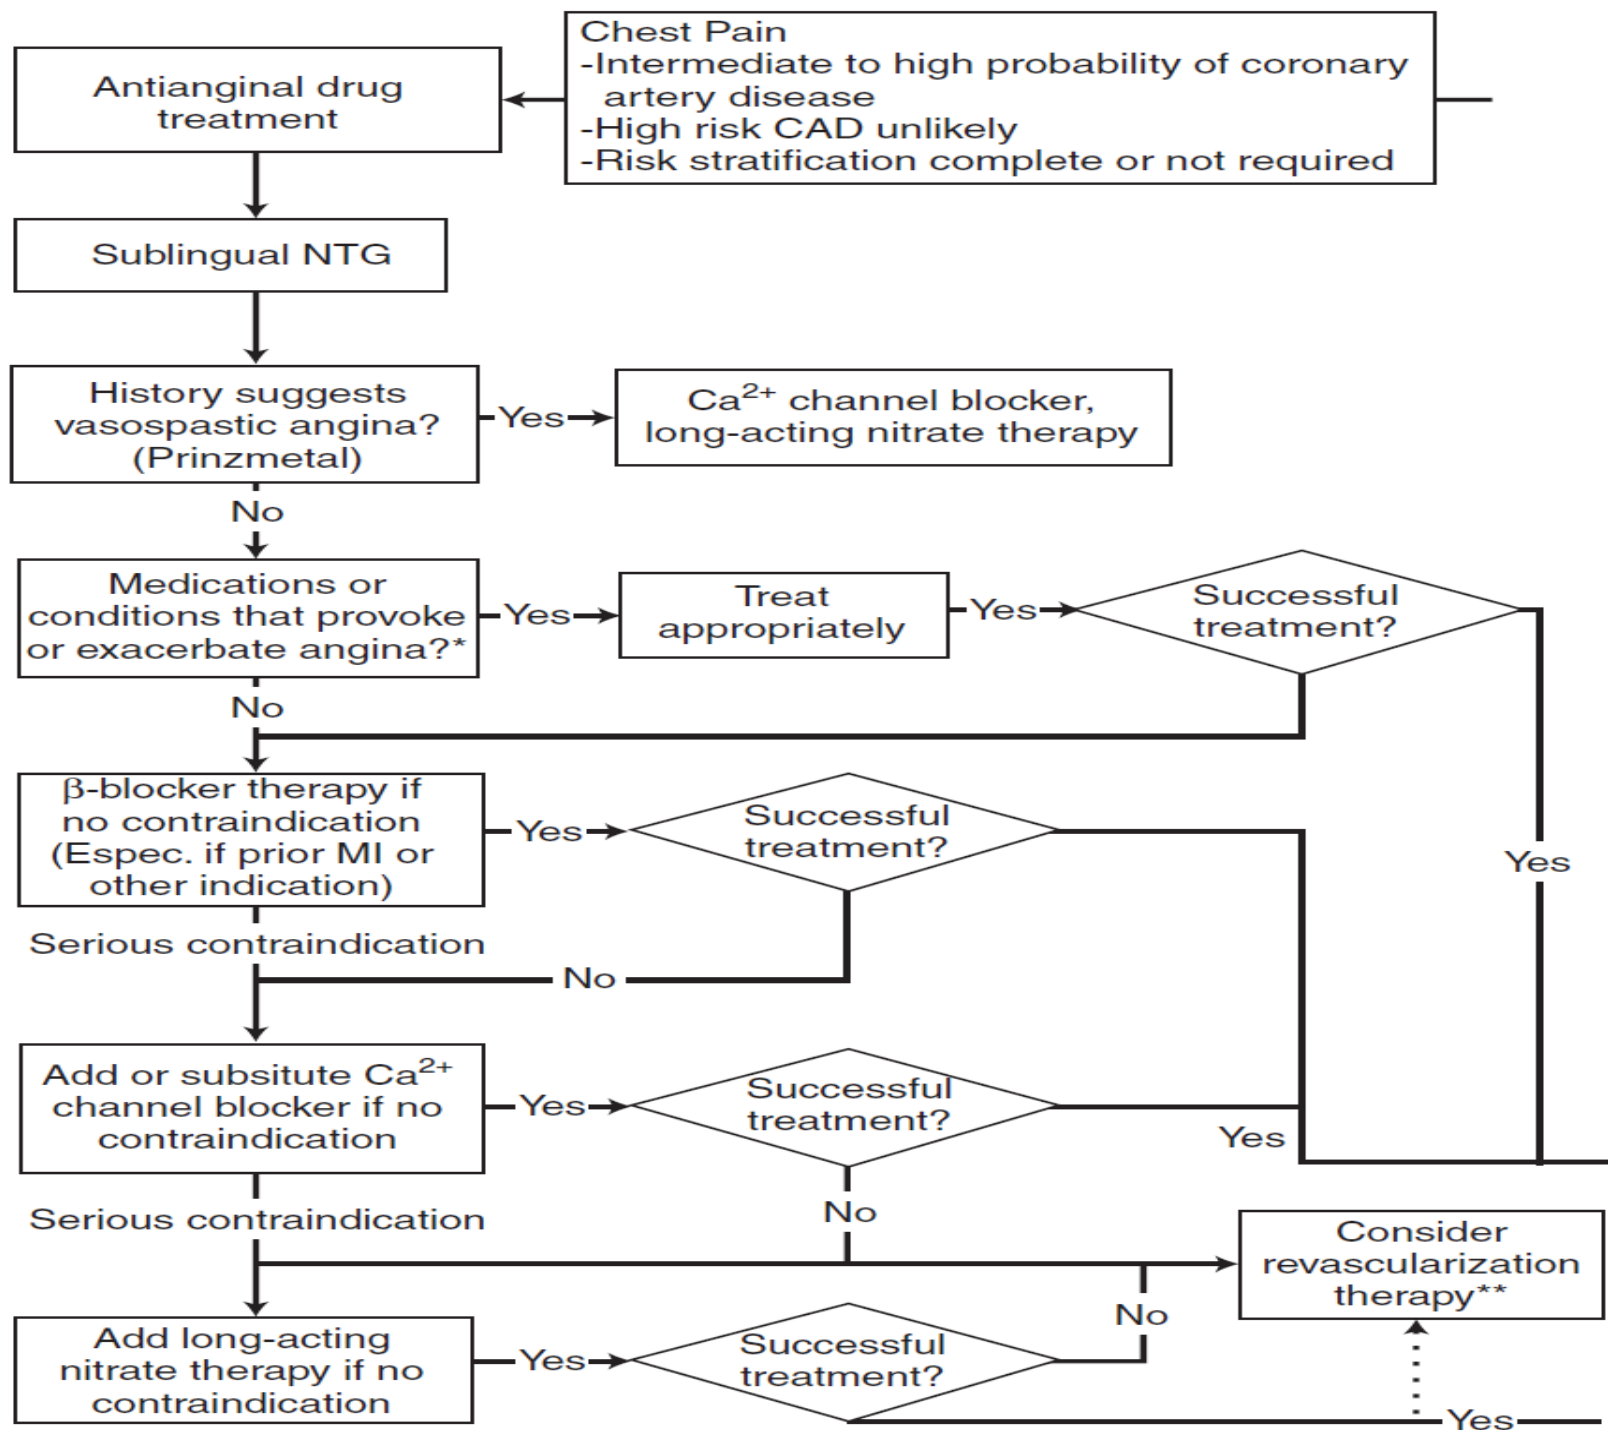 Chest Pain
-Intermediate to high probability of coronary
artery disease
-High risk CAD unlikely
-Risk stratification complete or not required
Antianginal drug
treatment
Sublingual NTG
History suggests
vasospastic angina?
(Prinzmetal)
Yes
Ca²⁺ channel blocker,
long-acting nitrate therapy
No
Medications or
conditions that provoke
or exacerbate angina?*
Yes
Treat
appropriately
Yes
Successful
treatment?
No
Yes
β-blocker therapy if
no contraindication
(Espec. if prior MI or
other indication)
Yes
Successful
treatment?
Serious contraindication
No
Add or subsitute Ca²⁺
channel blocker if no
contraindication
Yes
Successful
treatment?
Yes
Serious contraindication
No
Consider
revascularization
therapy**
Add long-acting
nitrate therapy if no
contraindication
Yes
Successful
treatment?
No
Yes